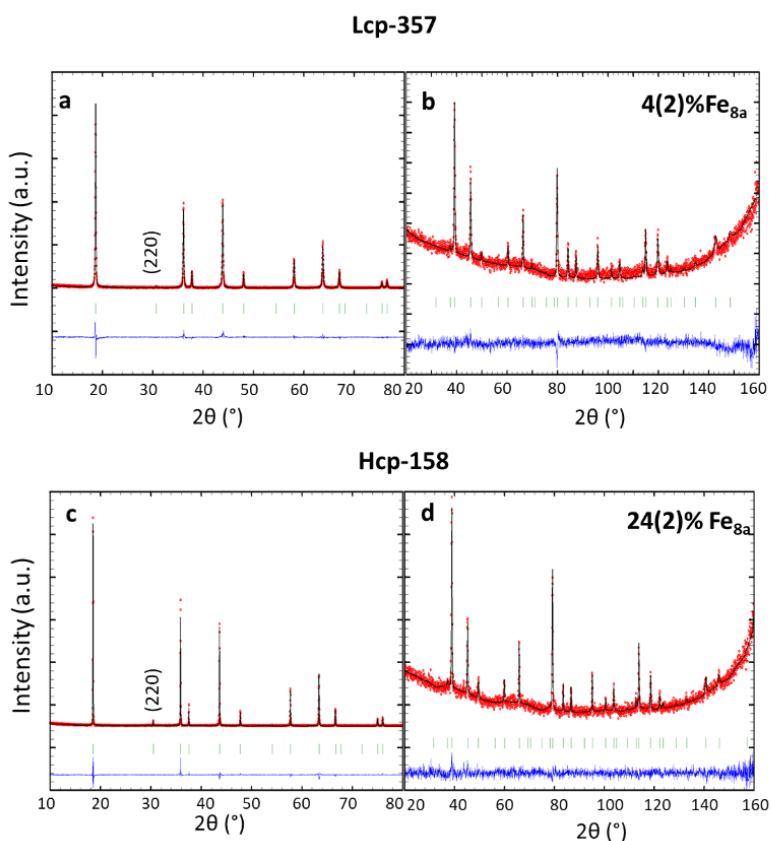 Lcp-357
a
b
4(2)%Fe8a
(220)
Intensity (a.u.)
10 20 30 40 50 60 70 80
20 40 60 80 100 120 140 160
2θ (°)
2θ (°)
Hcp-158
c
d
24(2)% Fe8a
(220)
Intensity (a.u.)
10 20 30 40 50 60 70 80
20 40 60 80 100 120 140 160
2θ (°)
2θ (°)